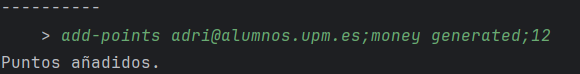 ----------
> add-points adri@alumnos.upm.es;money generated;12
Puntos añadidos.